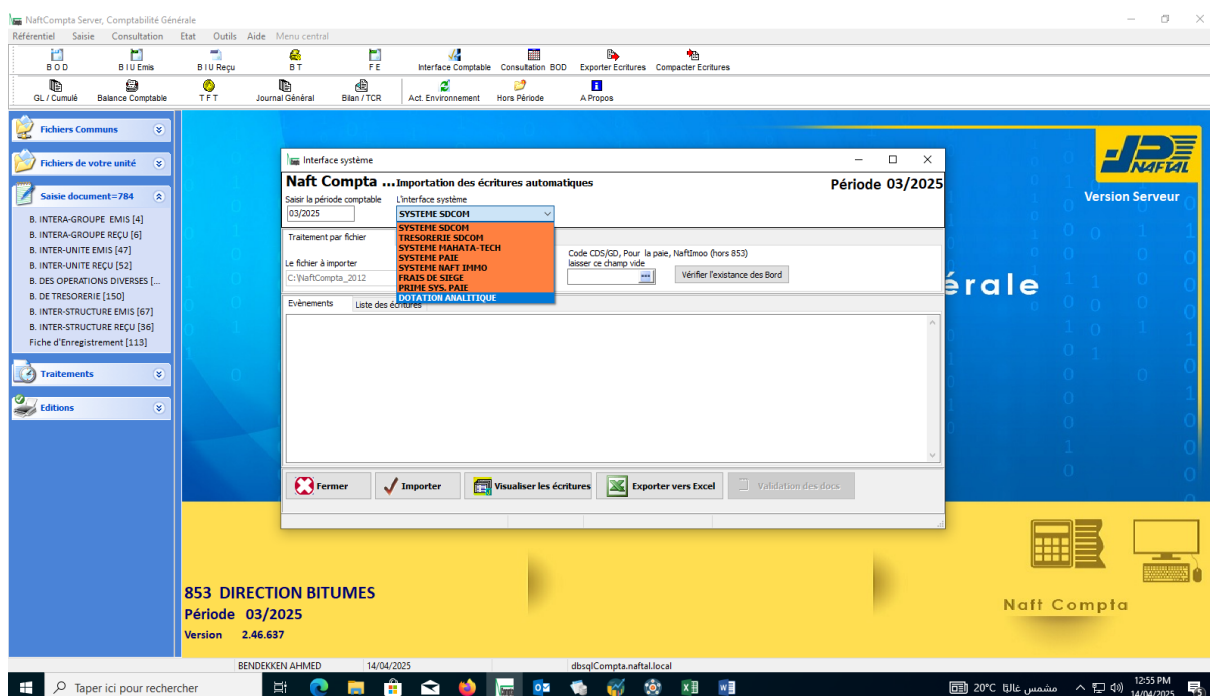 NaftCompta Server, Comptabilité Générale
Référentiel Saisie Consultation Etat Outils Aide Menu central
B O D B I U Emis B I U Reçu B T F E Interface Comptable Consultation BOD Exporter Ecritures Compacter Ecritures
GL / Cumulé Balance Comptable T F T Journal Général Bilan / TCR Act. Environnement Hors Période A Propos
Fichiers Communs
Fichiers de votre unité
Saisie document=784
B. INTERA-GROUPE EMIS [4]
B. INTERA-GROUPE REÇU [6]
B. INTER-UNITE EMIS [47]
B. INTER-UNITE REÇU [52]
B. DES OPERATIONS DIVERSES [...
B. DE TRESORERIE [150]
B. INTER-STRUCTURE EMIS [67]
B. INTER-STRUCTURE REÇU [36]
Fiche d'Enregistrement [113]
Traitements
Editions
NAFTAL
Version Serveur
érale
Interface système
Naft Compta ...Importation des écritures automatiques
Période 03/2025
Saisir la période comptable L'interface système
03/2025 SYSTEME SDCOM
SYSTEME SDCOM
TRESORERIE SDCOM
SYSTEME MAHATA-TECH
SYSTEME PAIE
SYSTEME NAFT IMMO
FRAIS DE SIEGE
PRIME SYS. PAIE
DOTATION ANALITIQUE
Traitement par fichier
Le fichier à importer
C:\NaftCompta_2012
Code CDS/GD, Pour la paie, NaftImoo (hors 853)
laisser ce champ vide
Vérifier l'existance des Bord
Evènements Liste des écritures
Fermer Importer Visualiser les écritures Exporter vers Excel Validation des docs
853 DIRECTION BITUMES
Période 03/2025
Version 2.46.637
Naft Compta
BENDEKKEN AHMED 14/04/2025 dbsqlCompta.naftal.local
Taper ici pour rechercher
20°C مشمس غالبًا
12:55 PM
14/04/2025